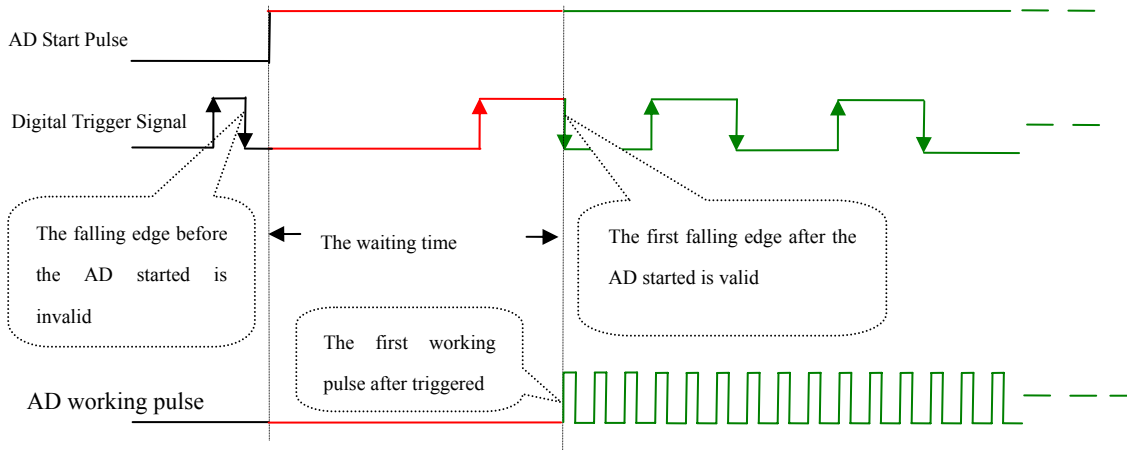 AD Start Pulse
Digital Trigger Signal
The falling edge before
the AD started is
invalid
The waiting time
The first falling edge after the
AD started is valid
The first working
pulse after triggered
AD working pulse